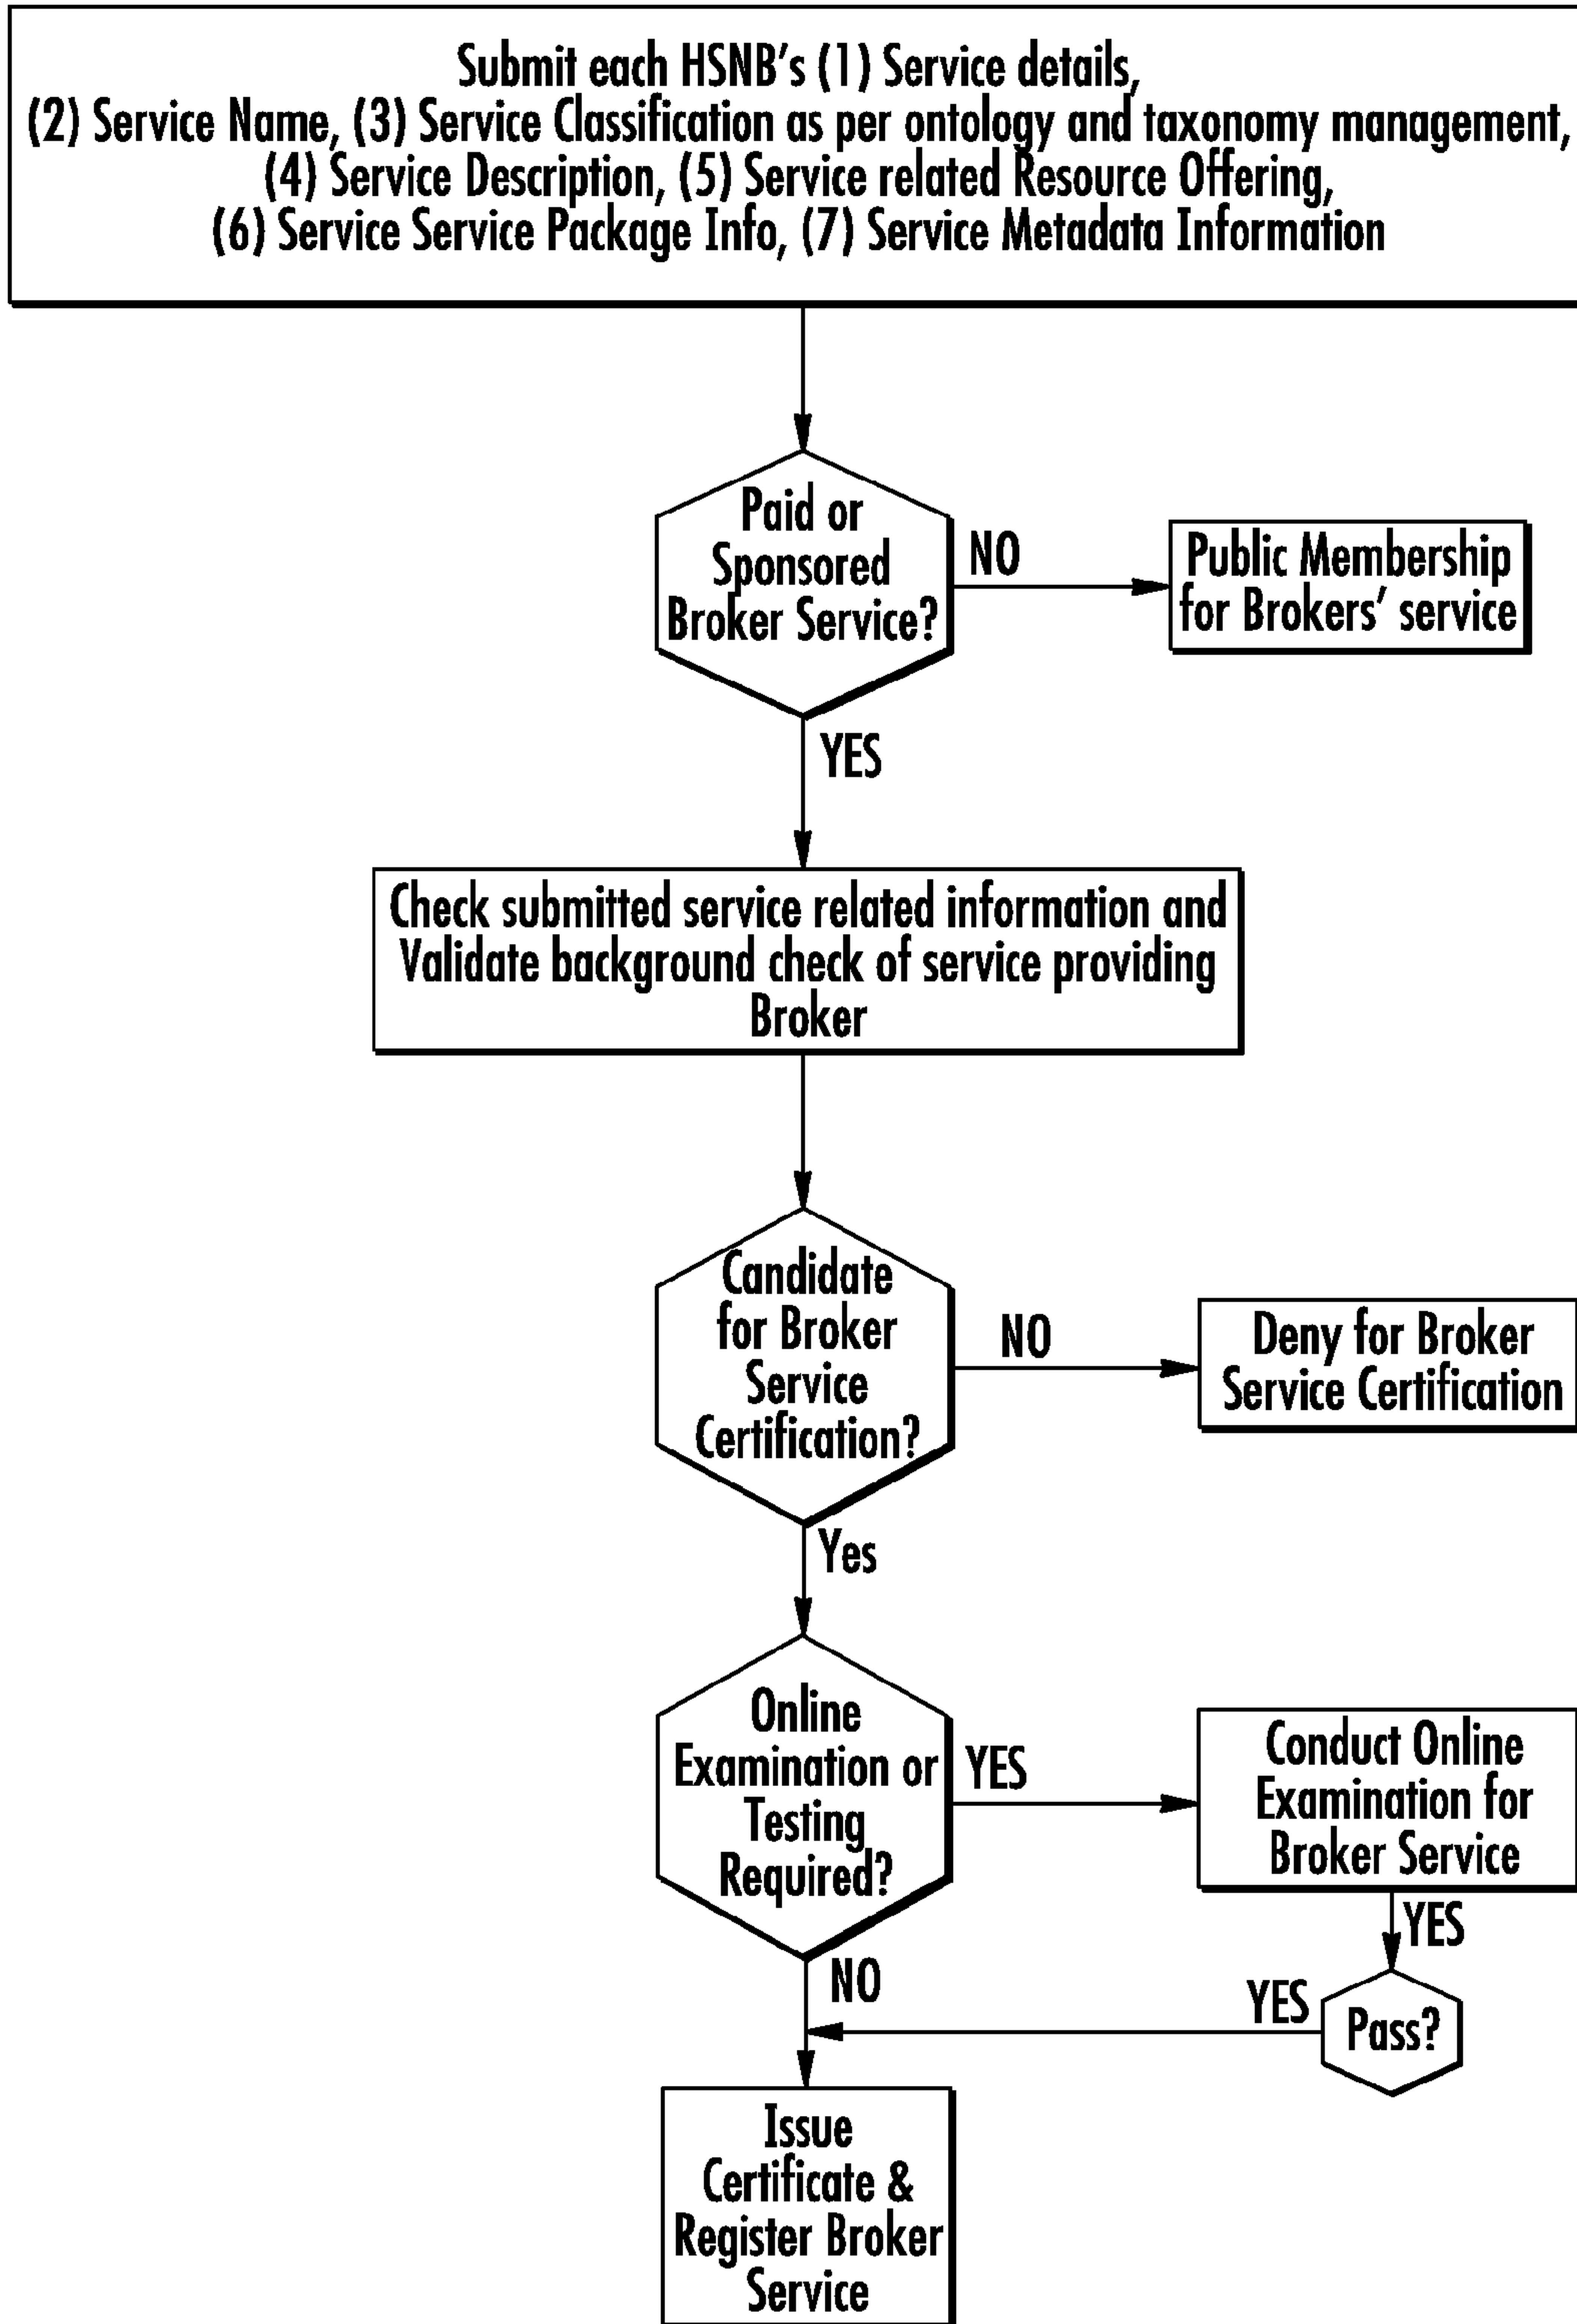 Submit each HSNB's (1) Service details,
(2) Service Name, (3) Service Classification as per ontology and taxonomy management,
(4) Service Description, (5) Service related Resource Offering,
(6) Service Service Package Info, (7) Service Metadata Information
Paid or
Sponsored
Broker Service?
NO
Public Membership
for Brokers' service
YES
Check submitted service related information and
Validate background check of service providing
Broker
Candidate
for Broker
Service
Certification?
NO
Deny for Broker
Service Certification
Yes
Online
Examination or
Testing
Required?
YES
Conduct Online
Examination for
Broker Service
YES
NO
YES
Pass?
Issue
Certificate &
Register Broker
Service